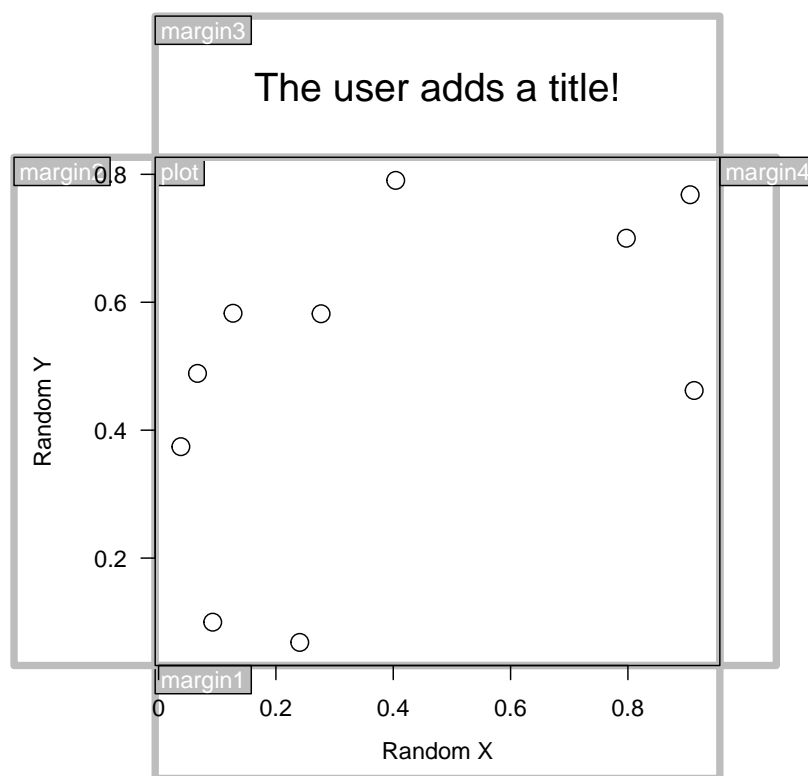 margin3
The user adds a title!
margin2
plot
margin4
0.8
0.6
0.4
0.2
Random Y
margin1
0
0.2
0.4
0.6
0.8
Random X